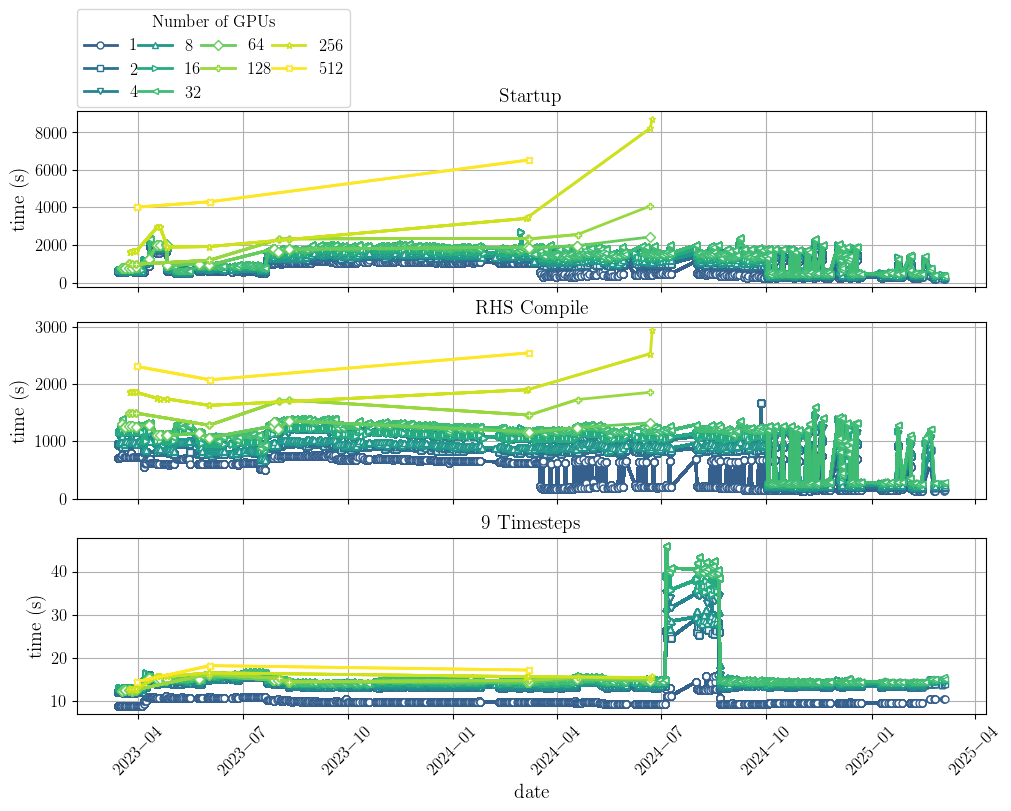 Number of GPUs
1 8 64 256
2 16 128 512
4 32
Startup
8000
6000
4000
2000
0
time (s)
RHS Compile
3000
2000
1000
0
time (s)
9 Timesteps
40
30
20
10
time (s)
2023-04 2023-07 2023-10 2024-01 2024-04 2024-07 2024-10 2025-01 2025-04
date